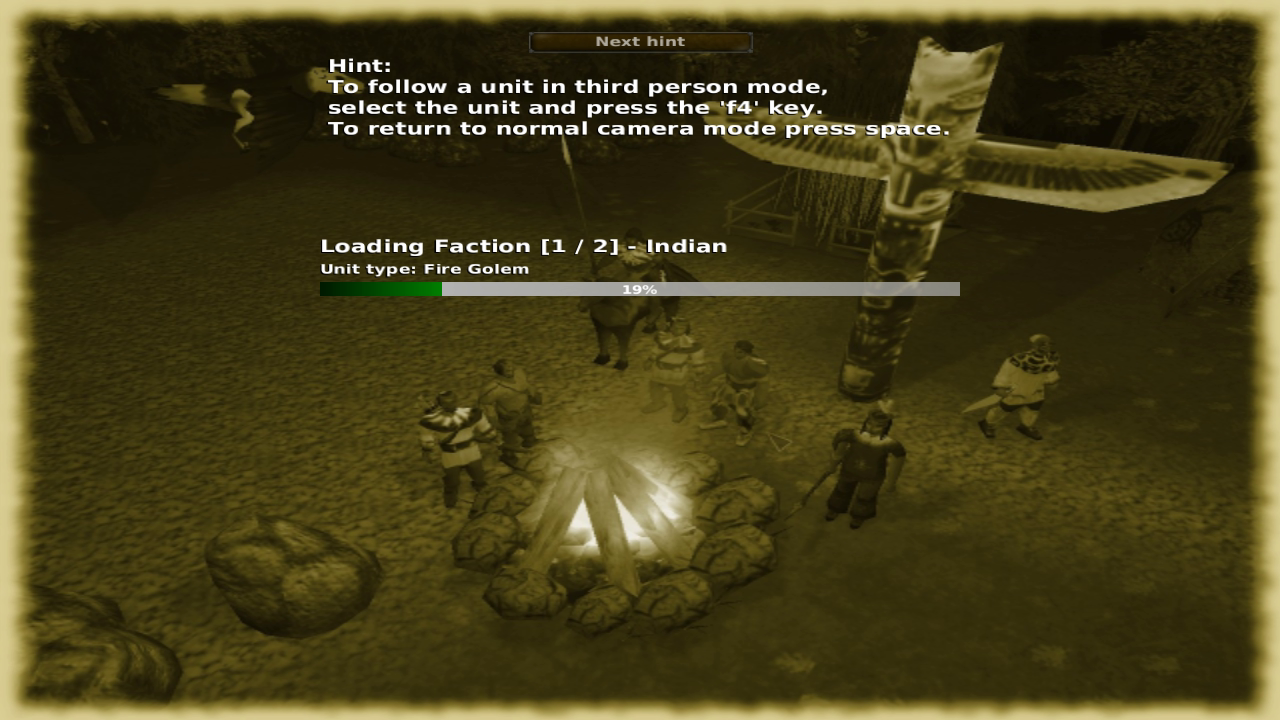 Next hint
Hint:
To follow a unit in third person mode,
select the unit and press the 'f4' key.
To return to normal camera mode press space.
Loading Faction [1 / 2] - Indian
Unit type: Fire Golem
19%